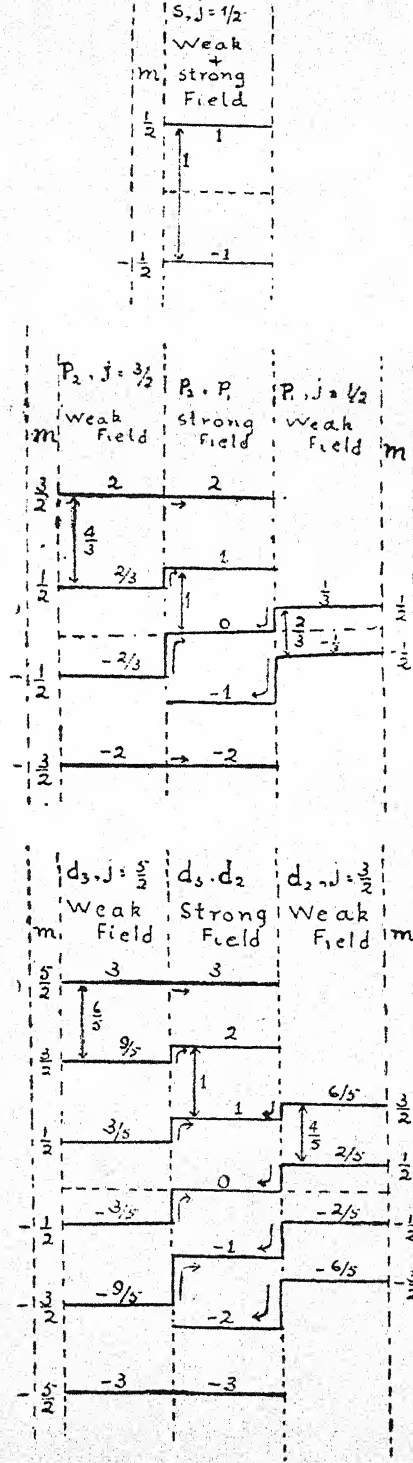 S, j = 1/2
Weak
+
m strong
Field
1/2 1
1
-1/2 -1
P₂, j = 3/2 P₂, P₁ P₁, j = 1/2
Weak Field strong Field Weak Field
m m
3/2 2 2
4/3
1/2 2/3 1
1 0 1/3 1/2
2/3
-1/2 -2/3 -1/3 -1/2
-1
-3/2 -2 -2
d₃, j = 5/2 d₃, d₂ d₂, j = 3/2
Weak Strong Weak
m Field Field Field m
5/2 3 3
6/5
3/2 9/5 2
1
1/2 3/5 1 6/5 3/2
4/5
0 2/5 1/2
-1/2 -3/5 -2/5 -1/2
-1 -6/5
-3/2 -9/5 -2
-5/2 -3 -3